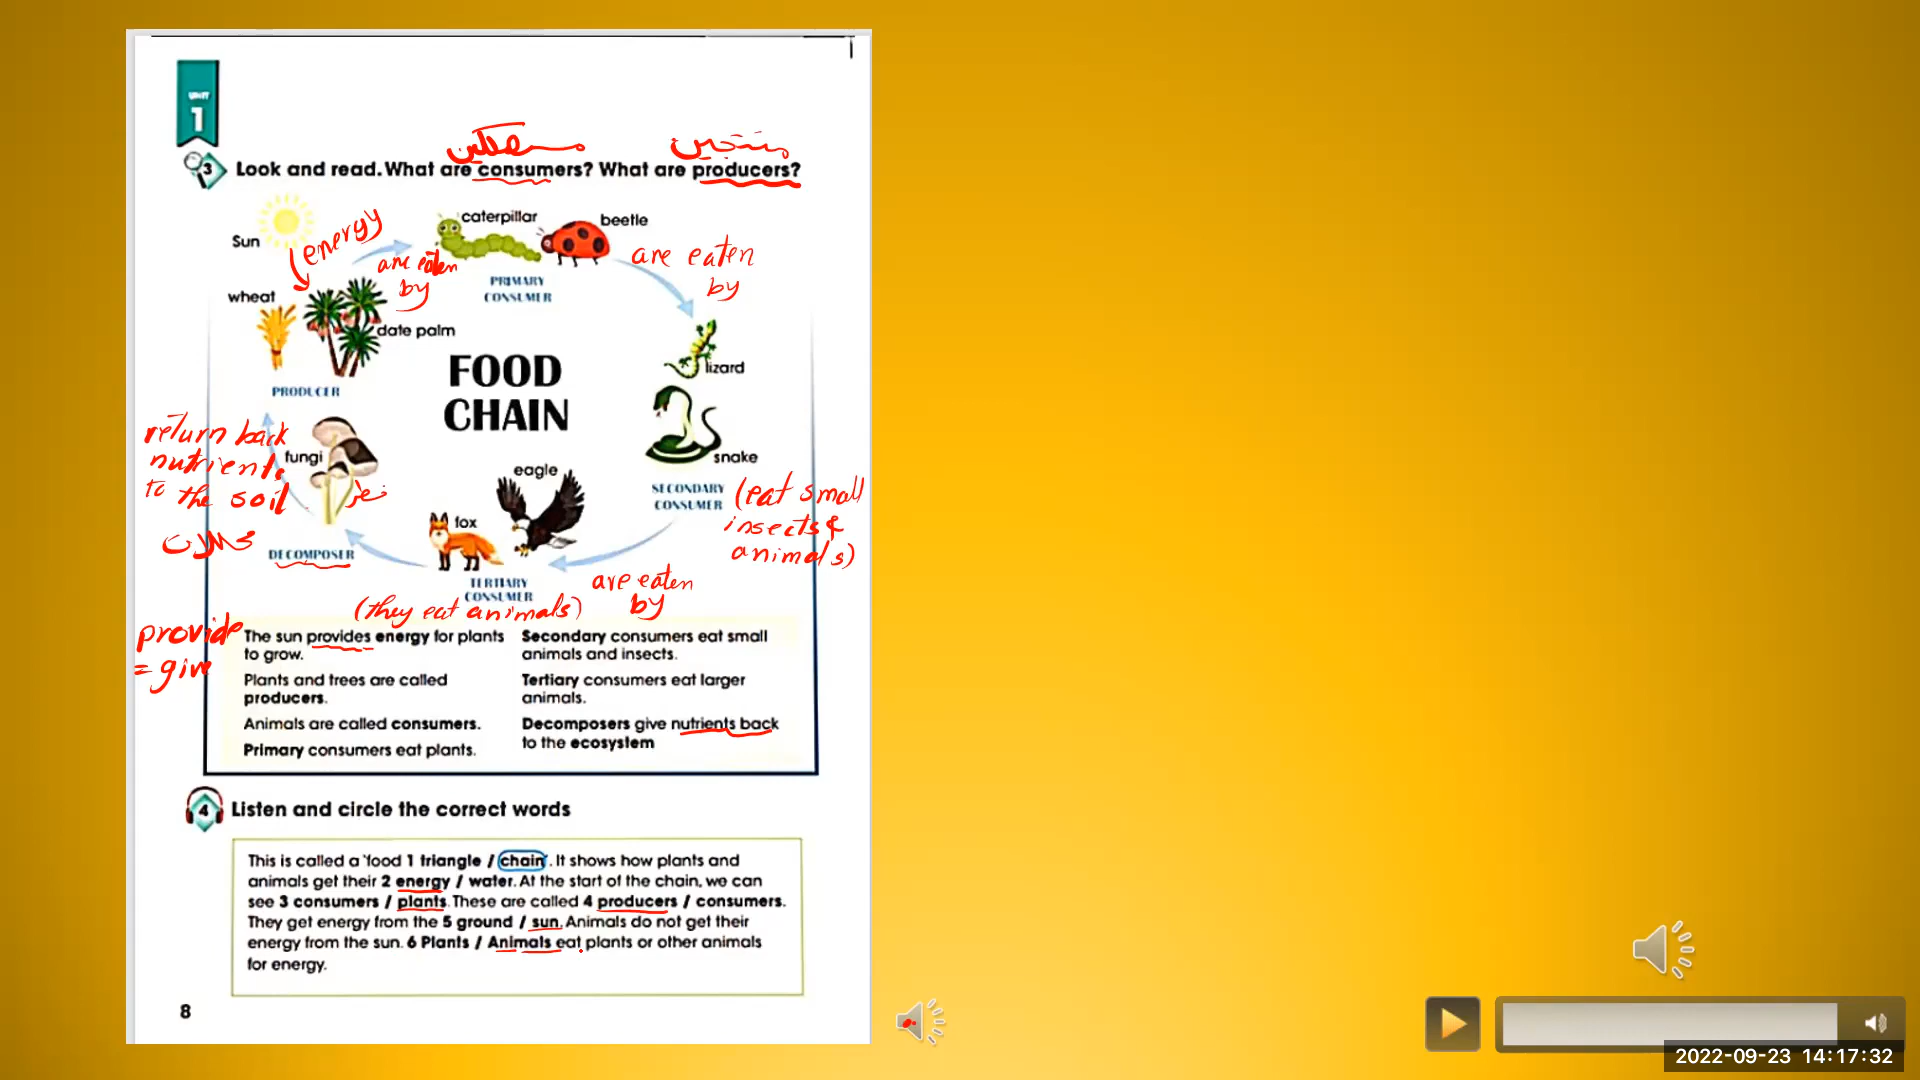 UNIT
1
مستهلكين
منتجين
3 Look and read. What are consumers? What are producers?
Sun
energy
caterpillar
beetle
are eaten
by
are eaten
by
PRIMARY
CONSUMER
wheat
date palm
PRODUCER
FOOD
CHAIN
lizard
snake
SECONDARY
CONSUMER
(eat small
insects &
animals)
return back
nutrients
to the soil
fungi
eagle
fox
DECOMPOSER
محللات
TERTIARY
CONSUMER
are eaten
by
(they eat animals)
provide
= give
The sun provides energy for plants
to grow.
Plants and trees are called
producers.
Animals are called consumers.
Primary consumers eat plants.
Secondary consumers eat small
animals and insects.
Tertiary consumers eat larger
animals.
Decomposers give nutrients back
to the ecosystem
4 Listen and circle the correct words
This is called a 'food 1 triangle / chain'. It shows how plants and
animals get their 2 energy / water. At the start of the chain, we can
see 3 consumers / plants. These are called 4 producers / consumers.
They get energy from the 5 ground / sun. Animals do not get their
energy from the sun. 6 Plants / Animals eat plants or other animals
for energy.
8
2022-09-23 14:17:32